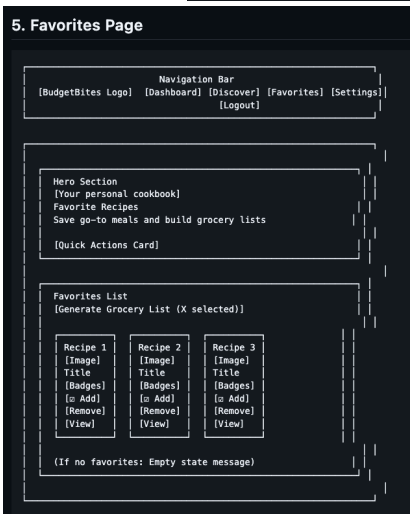 5. Favorites Page
Navigation Bar
[BudgetBites Logo] [Dashboard] [Discover] [Favorites] [Settings]
[Logout]
Hero Section
[Your personal cookbook]
Favorite Recipes
Save go-to meals and build grocery lists
[Quick Actions Card]
Favorites List
[Generate Grocery List (X selected)]
Recipe 1 Recipe 2 Recipe 3
[Image] [Image] [Image]
Title Title Title
[Badges] [Badges] [Badges]
[☑ Add] [☑ Add] [☑ Add]
[Remove] [Remove] [Remove]
[View] [View] [View]
(If no favorites: Empty state message)